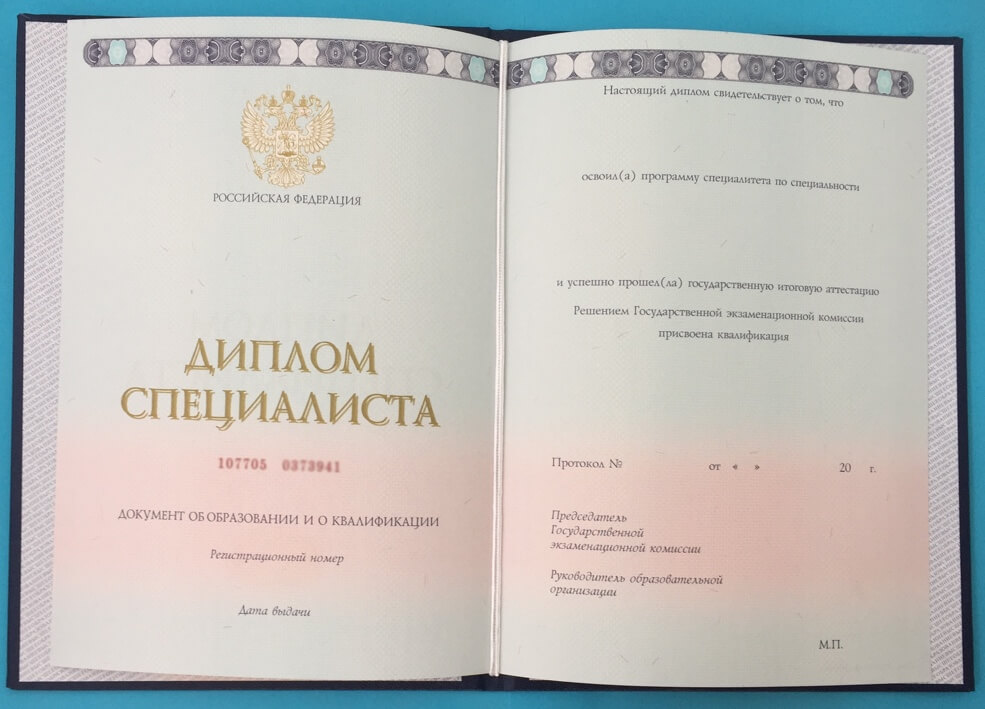 РОССИЙСКАЯ ФЕДЕРАЦИЯ
ДИПЛОМ
СПЕЦИАЛИСТА
107705 0373941
ДОКУМЕНТ ОБ ОБРАЗОВАНИИ И О КВАЛИФИКАЦИИ
Регистрационный номер
Дата выдачи
Настоящий диплом свидетельствует о том, что
освоил(а) программу специалитета по специальности
и успешно прошел(ла) государственную итоговую аттестацию
Решением Государственной экзаменационной комиссии
присвоена квалификация
Протокол № от « » 20 г.
Председатель
Государственной
экзаменационной комиссии
Руководитель образовательной
организации
М.П.